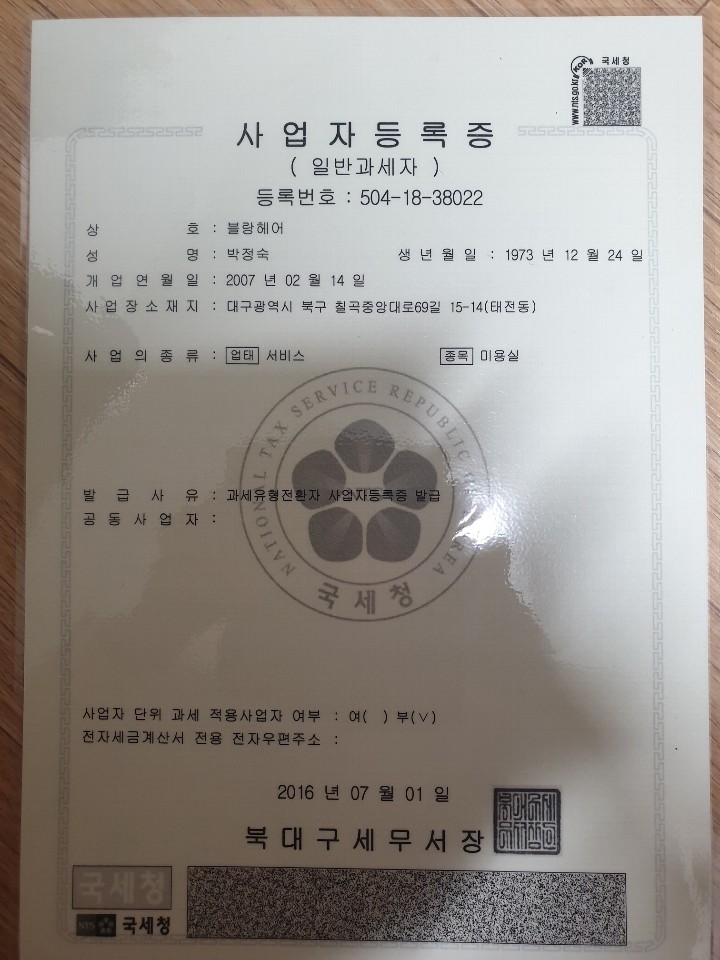 국세청
www.nts.go.kr
사업자등록증
( 일반과세자 )
등록번호 : 504-18-38022
상 호 : 블랑헤어
성 명 : 박정숙 생 년 월 일 : 1973 년 12 월 24 일
개 업 연 월 일 : 2007 년 02 월 14 일
사 업 장 소 재 지 : 대구광역시 북구 칠곡중앙대로69길 15-14(태전동)
사 업 의 종 류 : 업태 서비스 종목 미용실
NATIONAL TAX SERVICE REPUBLIC KOREA
발 급 사 유 : 과세유형전환자 사업자등록증 발급
공 동 사 업 자 :
국세청
사업자 단위 과세 적용사업자 여부 : 여( ) 부(∨)
전자세금계산서 전용 전자우편주소 :
2016 년 07 월 01 일
북대구세무서장
국세청
NTS 국세청